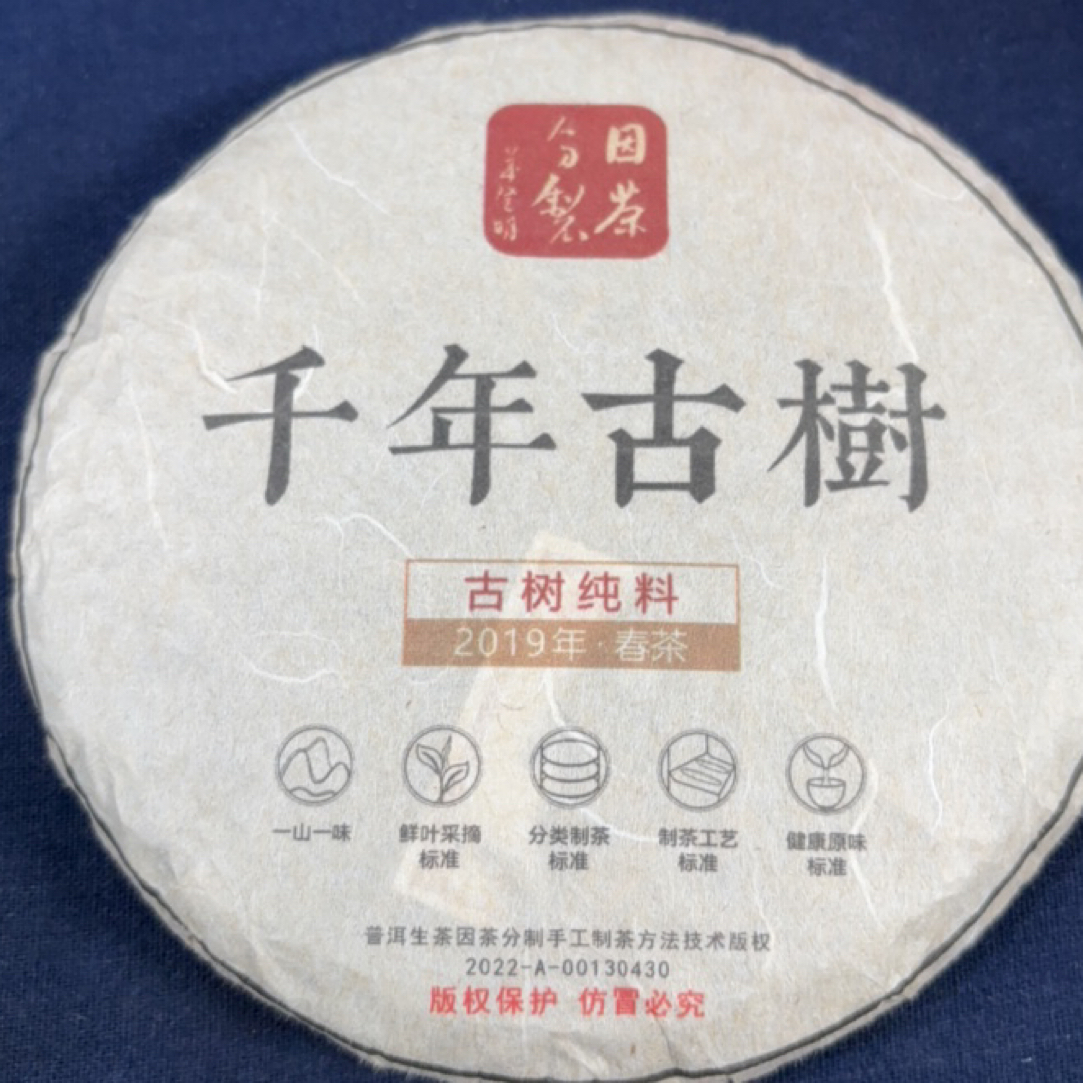 因茶
分製
千年古樹
古树纯料
2019年·春茶
一山一味
鲜叶采摘
标准
分类制茶
标准
制茶工艺
标准
健康原味
标准
普洱生茶因茶分制手工制茶方法技术版权
2022-A-00130430
版权保护 仿冒必究